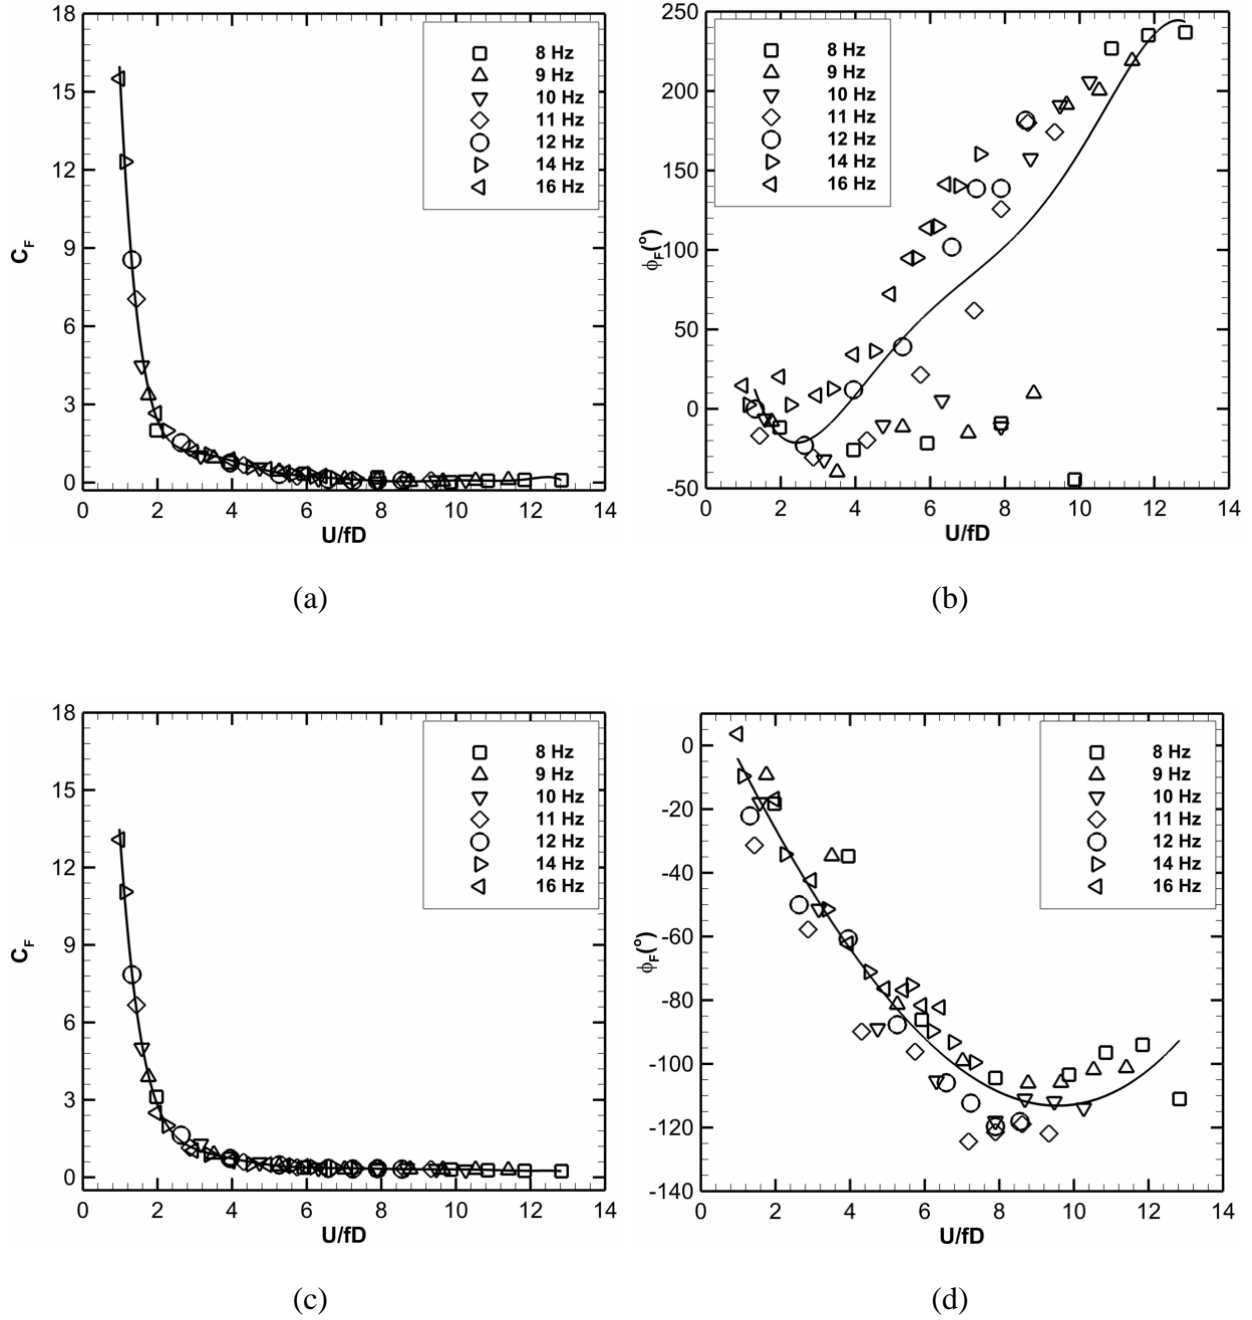 18
15
12
9
6
3
0
C_F
0 2 4 6 8 10 12 14
U/fD
8 Hz
9 Hz
10 Hz
11 Hz
12 Hz
14 Hz
16 Hz
(a)
250
200
150
100
50
0
-50
ϕ_F(°)
0 2 4 6 8 10 12 14
U/fD
8 Hz
9 Hz
10 Hz
11 Hz
12 Hz
14 Hz
16 Hz
(b)
18
15
12
9
6
3
0
C_F
0 2 4 6 8 10 12 14
U/fD
8 Hz
9 Hz
10 Hz
11 Hz
12 Hz
14 Hz
16 Hz
(c)
0
-20
-40
-60
-80
-100
-120
-140
ϕ_F(°)
0 2 4 6 8 10 12 14
U/fD
8 Hz
9 Hz
10 Hz
11 Hz
12 Hz
14 Hz
16 Hz
(d)